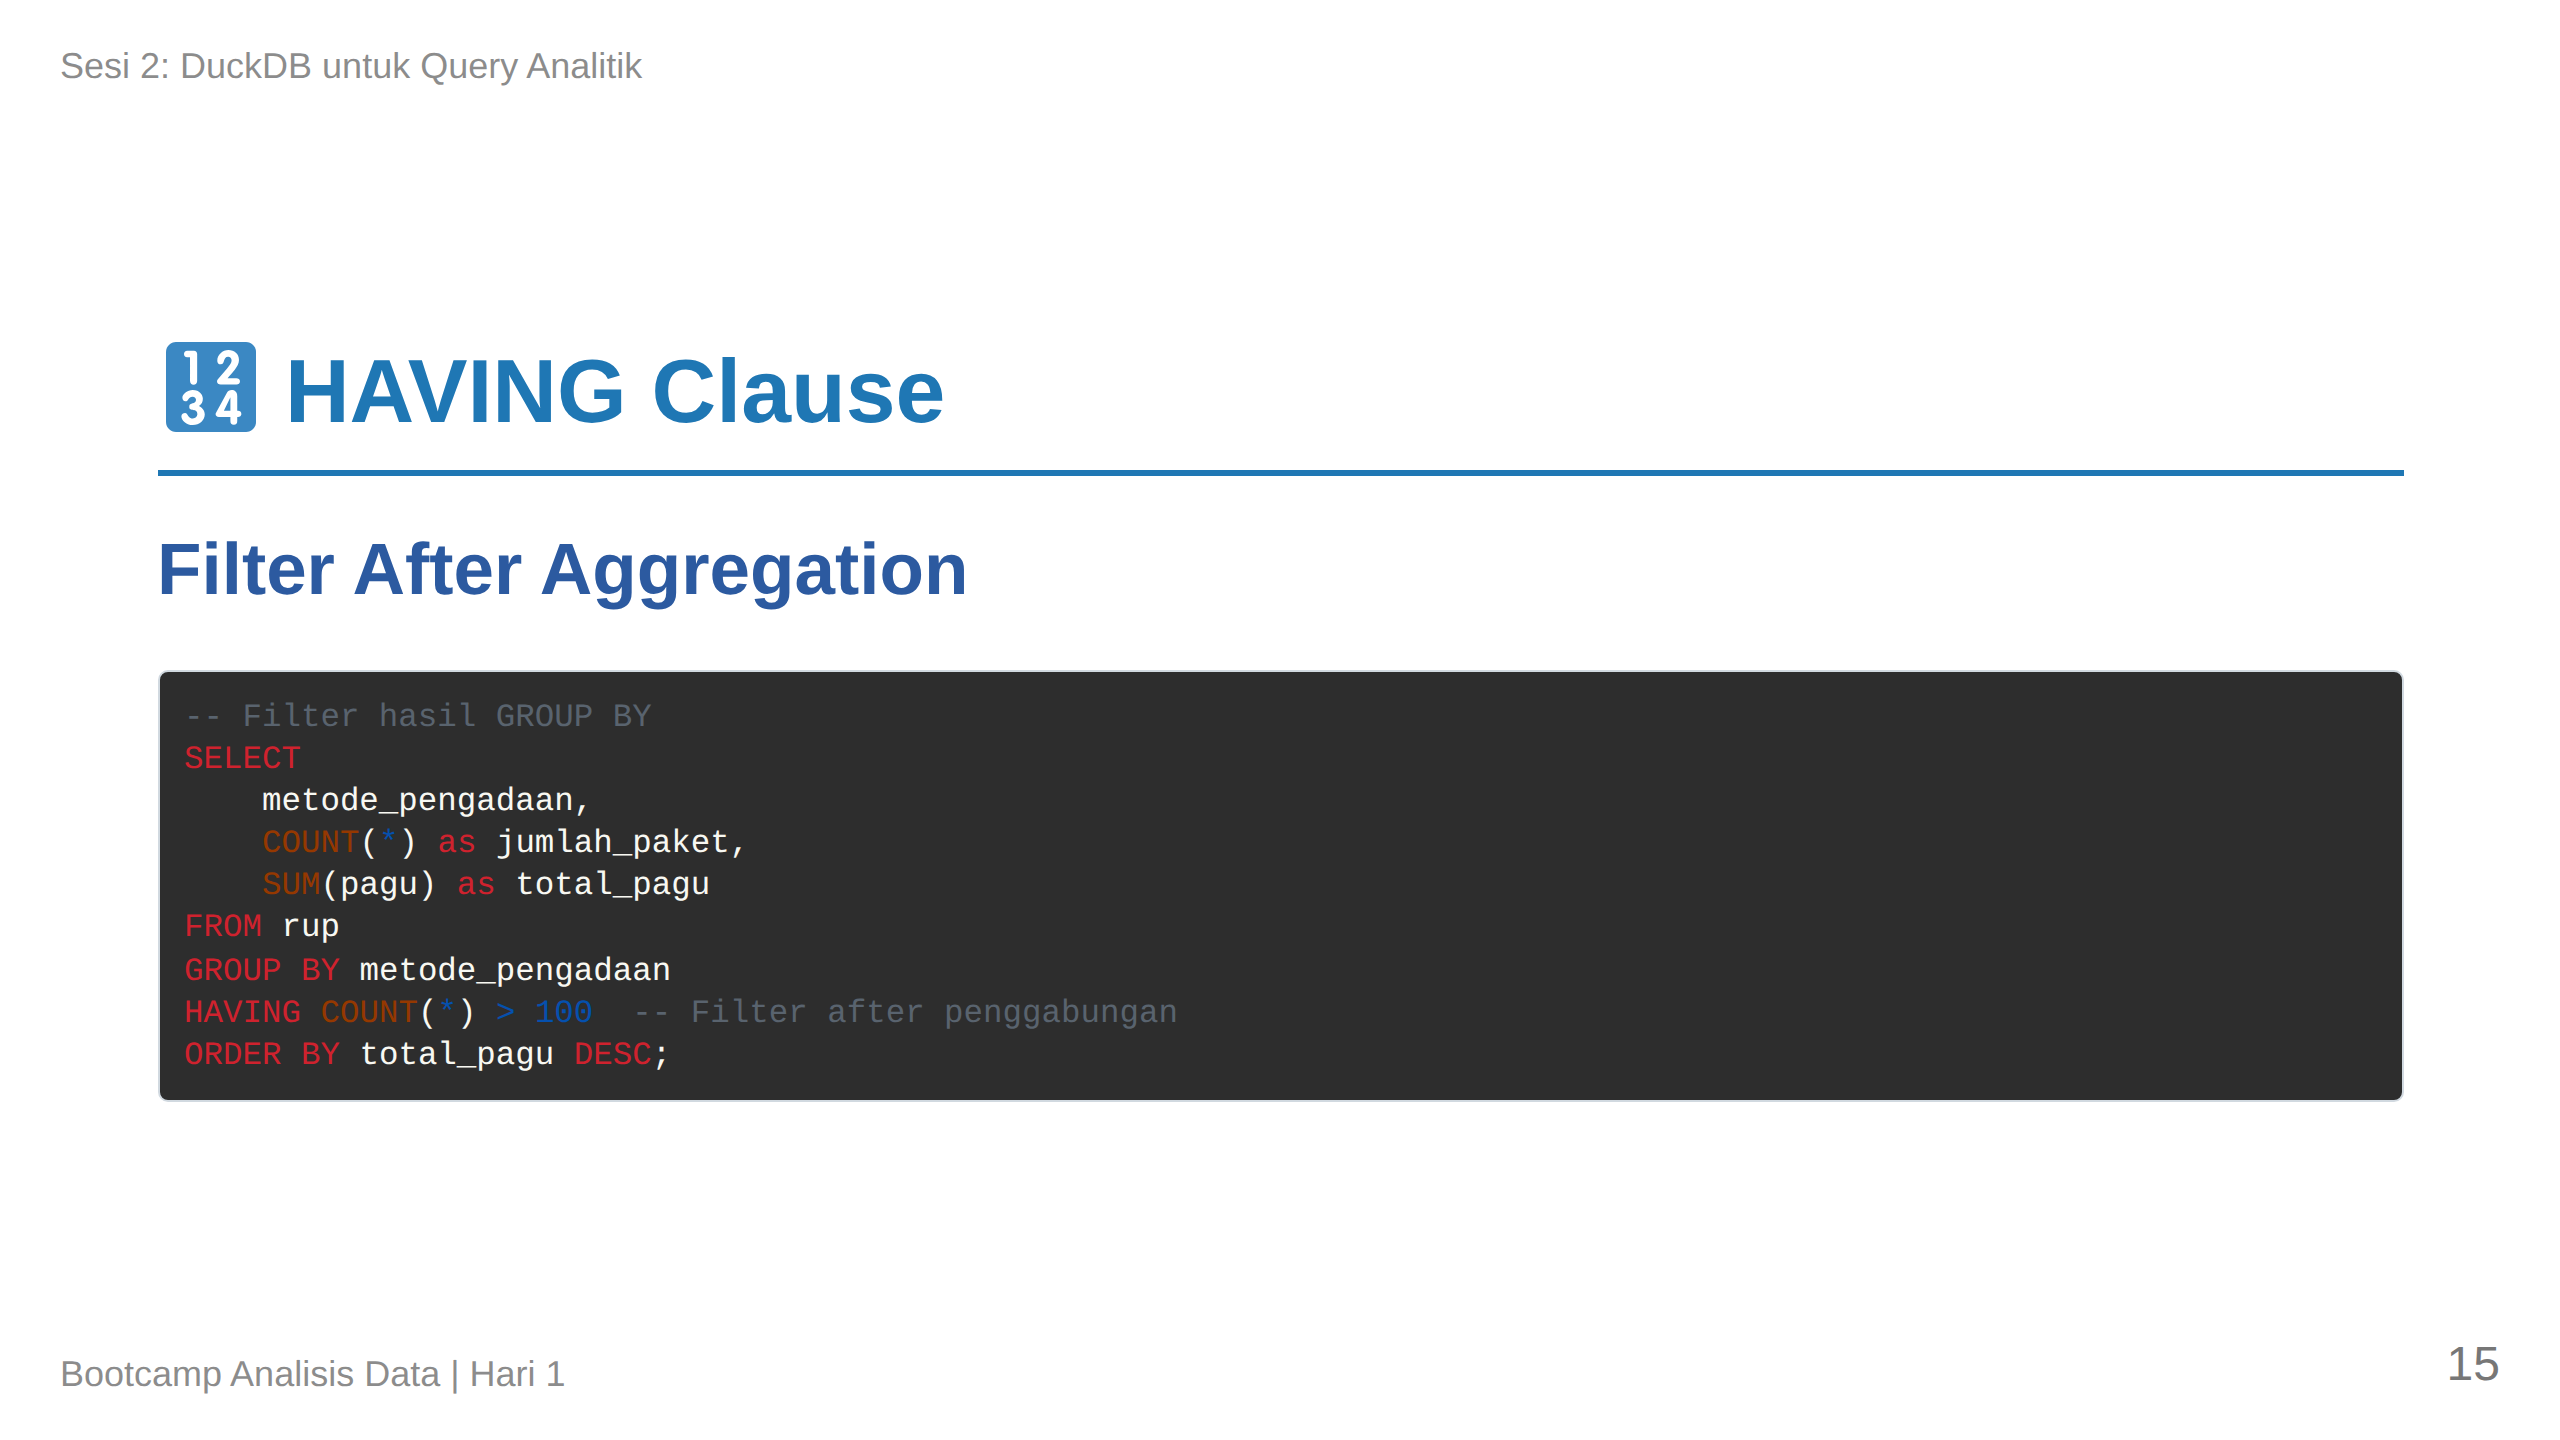 Sesi 2: DuckDB untuk Query Analitik
🔢 HAVING Clause
Filter After Aggregation
-- Filter hasil GROUP BY
SELECT
    metode_pengadaan,
    COUNT(*) as jumlah_paket,
    SUM(pagu) as total_pagu
FROM rup
GROUP BY metode_pengadaan
HAVING COUNT(*) > 100  -- Filter after penggabungan
ORDER BY total_pagu DESC;
Bootcamp Analisis Data | Hari 1
15